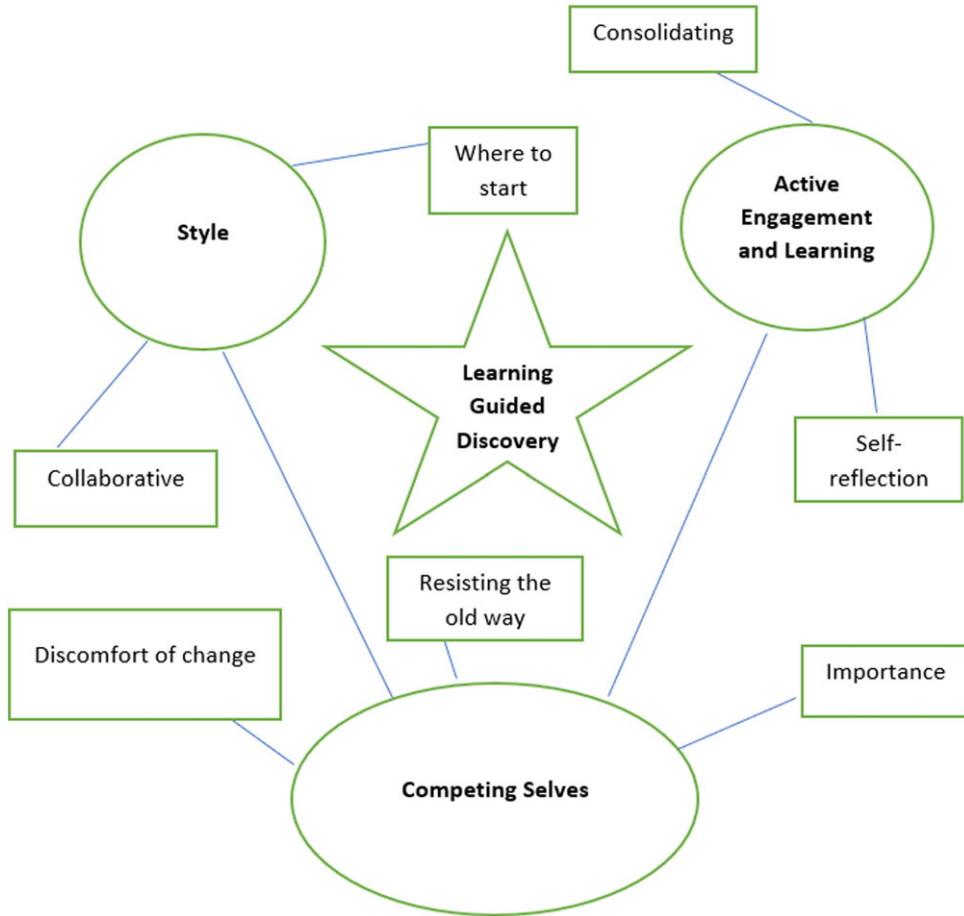 Consolidating
Where to
start
Style
Active
Engagement
and Learning
Learning
Guided
Discovery
Collaborative
Self-
reflection
Resisting the
old way
Discomfort of change
Importance
Competing Selves